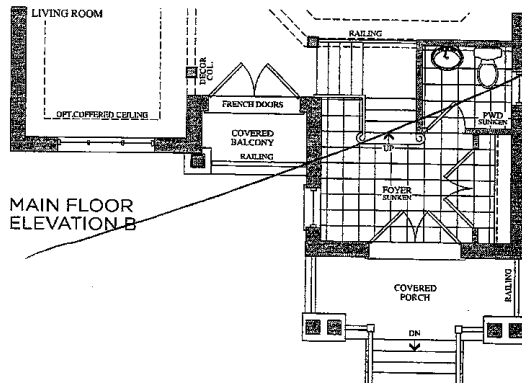 LIVING ROOM
RAILING
DECOR
COL.
FRENCH DOORS
OPT.COFFERED CEILING
PWD
SUNKEN
COVERED
BALCONY
UP
RAILING
FOYER
SUNKEN
MAIN FLOOR
ELEVATION B
COVERED
PORCH
RAILING
DN